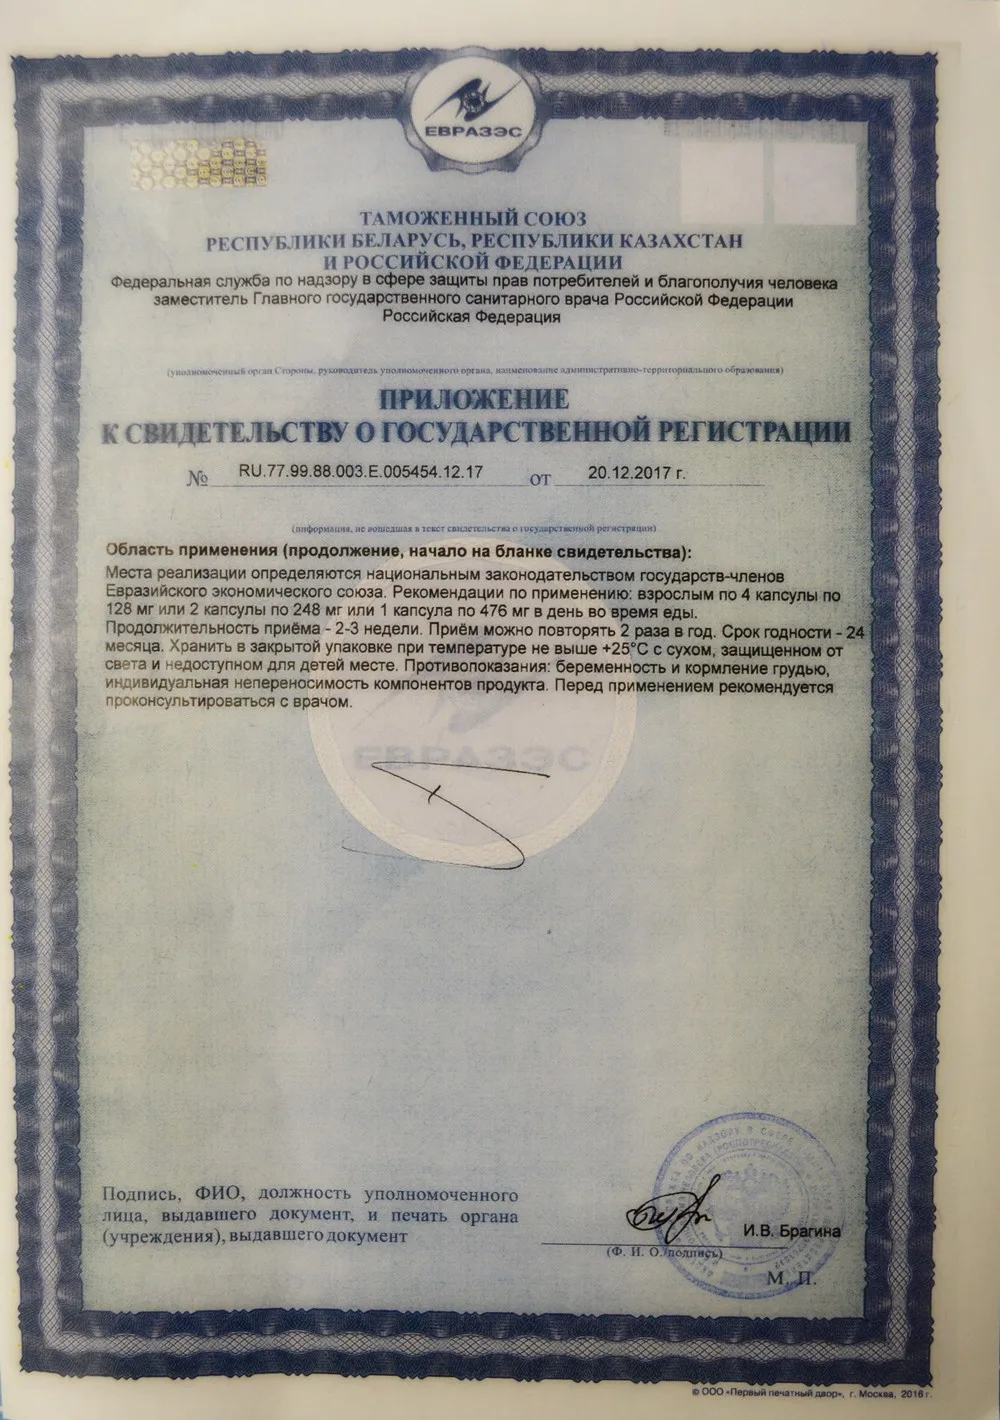 ЕВРАЗЭС
ТАМОЖЕННЫЙ СОЮЗ
РЕСПУБЛИКИ БЕЛАРУСЬ, РЕСПУБЛИКИ КАЗАХСТАН
И РОССИЙСКОЙ ФЕДЕРАЦИИ
Федеральная служба по надзору в сфере защиты прав потребителей и благополучия человека
заместитель Главного государственного санитарного врача Российской Федерации
Российская Федерация
(уполномоченный орган Стороны, руководитель уполномоченного органа, наименование административно-территориального образования)
ПРИЛОЖЕНИЕ
К СВИДЕТЕЛЬСТВУ О ГОСУДАРСТВЕННОЙ РЕГИСТРАЦИИ
№ RU.77.99.88.003.Е.005454.12.17 от 20.12.2017 г.
(информация, не вошедшая в текст свидетельства о государственной регистрации)
Область применения (продолжение, начало на бланке свидетельства):
Места реализации определяются национальным законодательством государств-членов
Евразийского экономического союза. Рекомендации по применению: взрослым по 4 капсулы по
128 мг или 2 капсулы по 248 мг или 1 капсула по 476 мг в день во время еды.
Продолжительность приёма - 2-3 недели. Приём можно повторять 2 раза в год. Срок годности - 24
месяца. Хранить в закрытой упаковке при температуре не выше +25°С с сухом, защищенном от
света и недоступном для детей месте. Противопоказания: беременность и кормление грудью,
индивидуальная непереносимость компонентов продукта. Перед применением рекомендуется
проконсультироваться с врачом.
ЕВРАЗЭС
Подпись, ФИО, должность уполномоченного
лица, выдавшего документ, и печать органа
(учреждения), выдавшего документ
И.В. Брагина
(Ф. И. О./подпись)
М. П.
© ООО «Первый печатный двор», г. Москва, 2016 г.